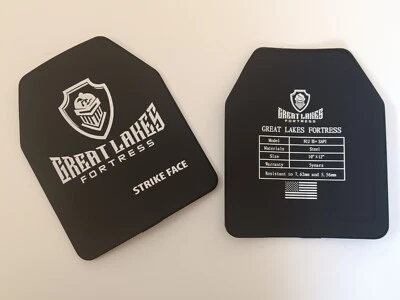 GREAT LAKES
FORTRESS
STRIKE FACE
GREAT LAKES
FORTRESS
GREAT LAKES FORTRESS
Model
Materials Steel
Size 10"x12"
Warranty 7years
Resistant to 7.62mm and 5.56mm